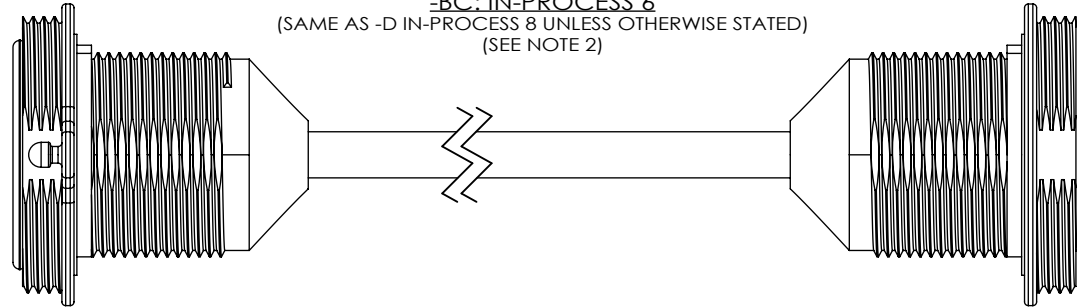 -BC: IN-PROCESS 6
(SAME AS -D IN-PROCESS 8 UNLESS OTHERWISE STATED)
(SEE NOTE 2)